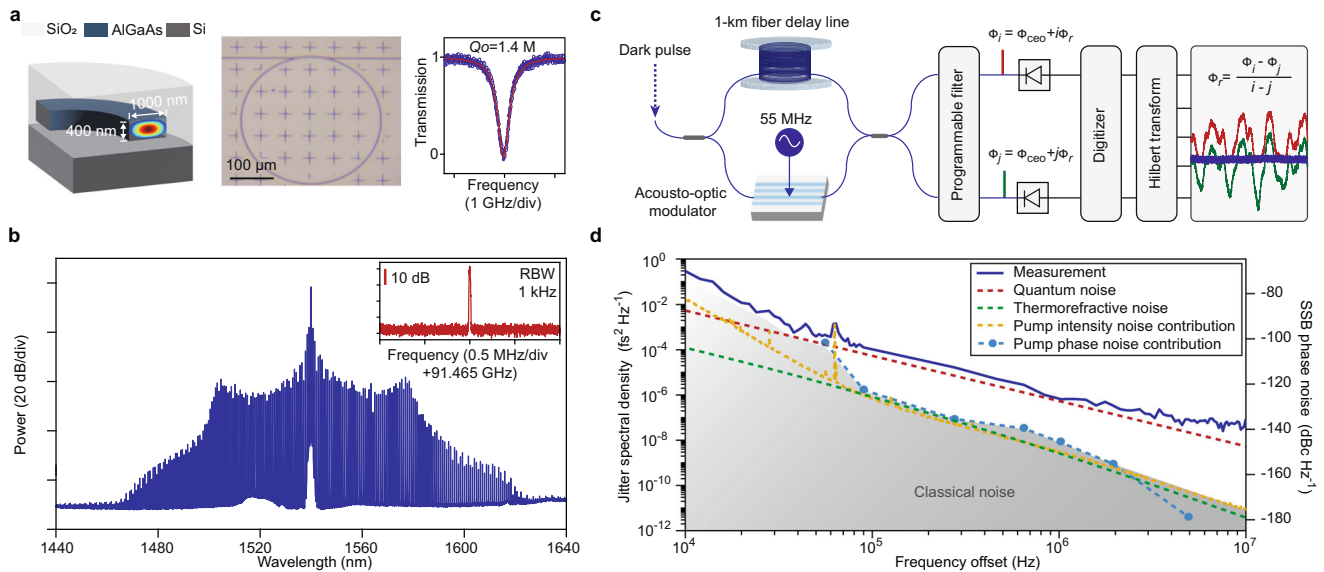 a
SiO₂ AlGaAs Si
1000 nm
400 nm
100 μm
Qo=1.4 M
Transmission
1
0
Frequency
(1 GHz/div)
b
Power (20 dB/div)
10 dB
RBW
1 kHz
Frequency (0.5 MHz/div
+91.465 GHz)
1440 1480 1520 1560 1600 1640
Wavelength (nm)
c
1-km fiber delay line
Dark pulse
55 MHz
Acousto-optic
modulator
Programmable filter
Φi = Φceo+iΦr
Φj = Φceo+jΦr
Digitizer
Hilbert transform
Φr= Φi - Φj
i - j
d
Jitter spectral density (fs² Hz⁻¹)
10⁰
10⁻²
10⁻⁴
10⁻⁶
10⁻⁸
10⁻¹⁰
10⁻¹²
Measurement
Quantum noise
Thermorefractive noise
Pump intensity noise contribution
Pump phase noise contribution
Classical noise
-80
-100
-120
-140
-160
-180
SSB phase noise (dBc Hz⁻¹)
10⁴ 10⁵ 10⁶ 10⁷
Frequency offset (Hz)